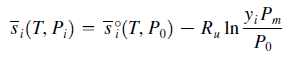 s̅ᵢ(T, Pᵢ) = s̅ᵢ°(T, P₀) − Rᵤ ln yᵢPₘ/P₀